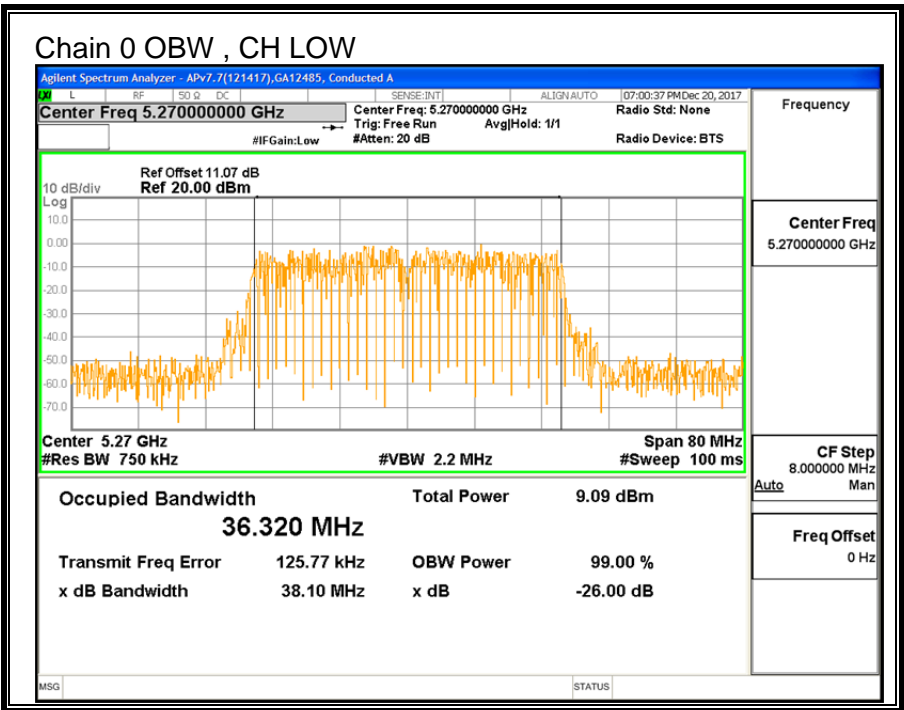 Chain 0 OBW , CH LOW
Agilent Spectrum Analyzer - APv7.7(121417),GA12485, Conducted A
LXI L RF 50 Ω DC SENSE:INT ALIGN AUTO 07:00:37 PM Dec 20, 2017
Center Freq 5.270000000 GHz
Center Freq: 5.270000000 GHz
Radio Std: None
Trig: Free Run Avg|Hold: 1/1
#IFGain:Low
#Atten: 20 dB
Radio Device: BTS
Ref Offset 11.07 dB
10 dB/div Ref 20.00 dBm
Log
10.0
0.00
-10.0
-20.0
-30.0
-40.0
-50.0
-60.0
-70.0
Center 5.27 GHz Span 80 MHz
#Res BW 750 kHz #VBW 2.2 MHz #Sweep 100 ms
Occupied Bandwidth Total Power 9.09 dBm
36.320 MHz
Transmit Freq Error 125.77 kHz OBW Power 99.00 %
x dB Bandwidth 38.10 MHz x dB -26.00 dB
MSG STATUS
Frequency
Center Freq
5.270000000 GHz
CF Step
8.000000 MHz
Auto Man
Freq Offset
0 Hz